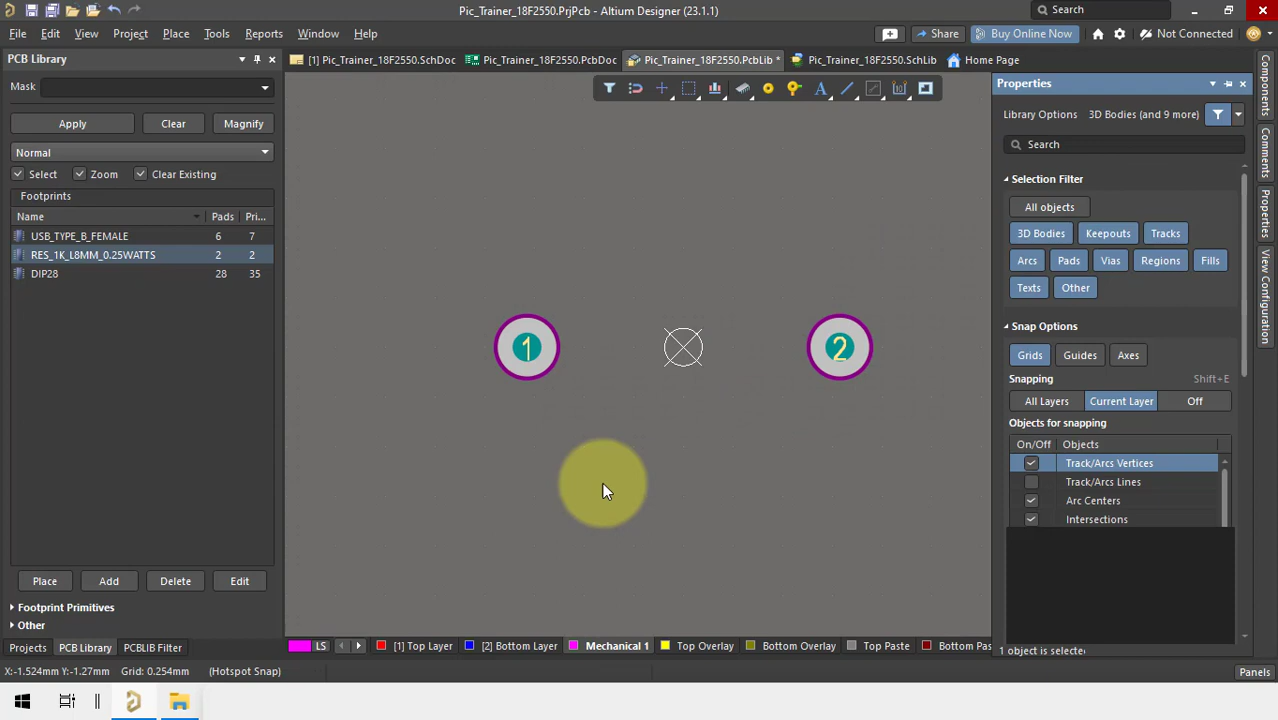 Pic_Trainer_18F2550.PrjPcb - Altium Designer (23.1.1)
Search
File Edit View Project Place Tools Reports Window Help
Share
Buy Online Now
Not Connected
PCB Library
[1] Pic_Trainer_18F2550.SchDoc
Pic_Trainer_18F2550.PcbDoc
Pic_Trainer_18F2550.PcbLib *
Pic_Trainer_18F2550.SchLib
Home Page
Mask
Apply Clear Magnify
Normal
Select Zoom Clear Existing
Footprints
Name Pads Pri...
USB_TYPE_B_FEMALE 6 7
RES_1K_L8MM_0.25WATTS 2 2
DIP28 28 35
Place Add Delete Edit
Footprint Primitives
Other
Projects PCB Library PCBLIB Filter
1
2
LS
[1] Top Layer
[2] Bottom Layer
Mechanical 1
Top Overlay
Bottom Overlay
Top Paste
Bottom Pas
Properties
Library Options 3D Bodies (and 9 more)
Search
Selection Filter
All objects
3D Bodies Keepouts Tracks
Arcs Pads Vias Regions Fills
Texts Other
Snap Options
Grids Guides Axes
Snapping Shift+E
All Layers Current Layer Off
Objects for snapping
On/Off Objects
Track/Arcs Vertices
Track/Arcs Lines
Arc Centers
Intersections
1 object is selected
Components
Comments
Properties
View Configuration
X:-1.524mm Y:-1.27mm Grid: 0.254mm (Hotspot Snap)
Panels